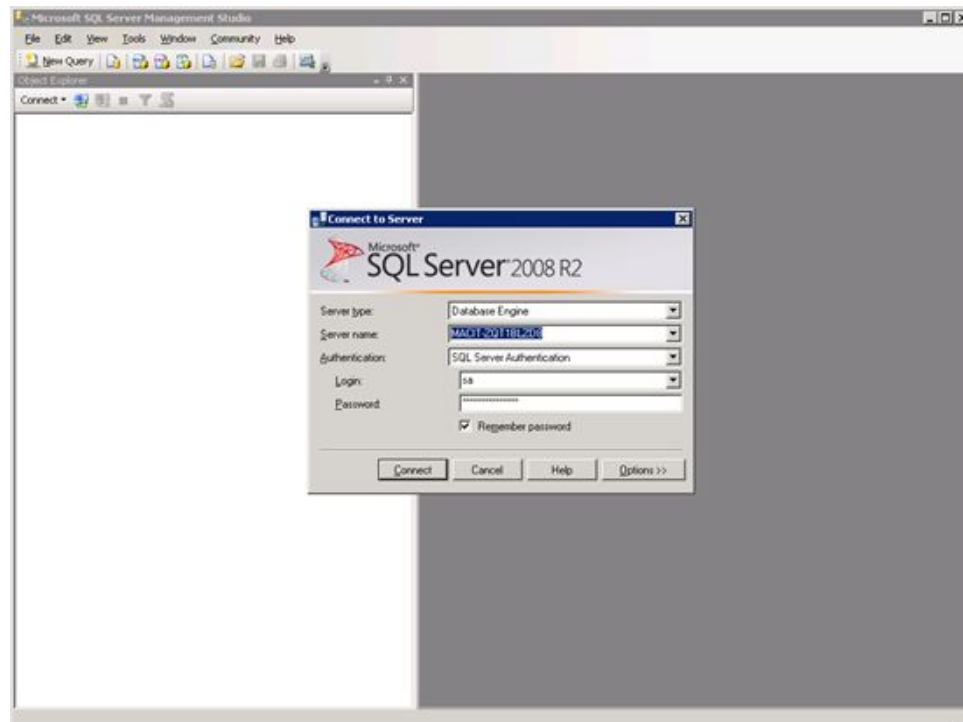 Microsoft SQL Server Management Studio
File Edit View Tools Window Community Help
New Query
Object Explorer
Connect
Connect to Server
Microsoft
SQL Server 2008 R2
Server type: Database Engine
Server name:
Authentication: SQL Server Authentication
Login: sa
Password: ****************
Remember password
Connect Cancel Help Options >>